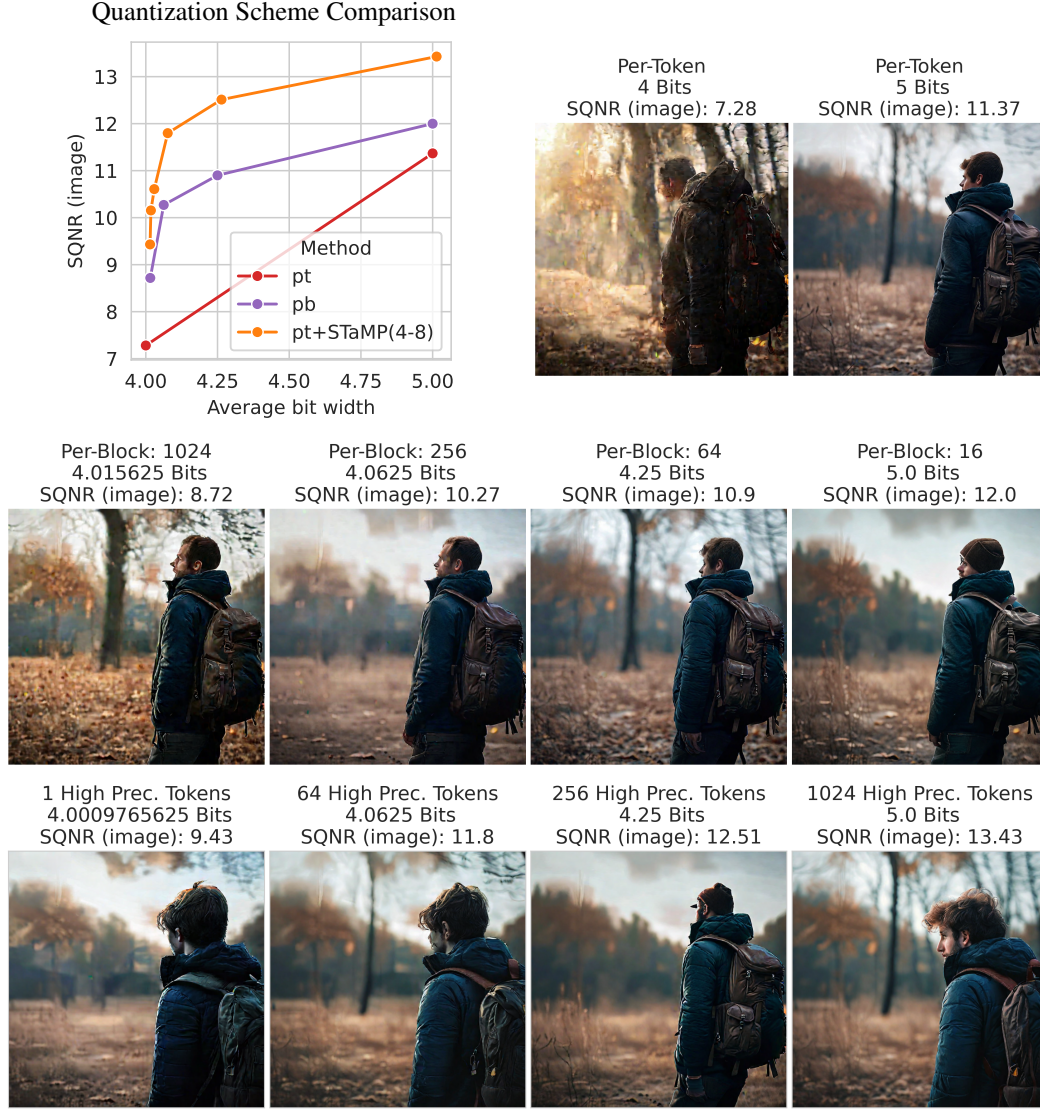 Quantization Scheme Comparison
SQNR (image)
13
12
11
10
9
8
7
4.00 4.25 4.50 4.75 5.00
Average bit width
Method
pt
pb
pt+STaMP(4-8)
Per-Token
4 Bits
SQNR (image): 7.28
Per-Token
5 Bits
SQNR (image): 11.37
Per-Block: 1024
4.015625 Bits
SQNR (image): 8.72
Per-Block: 256
4.0625 Bits
SQNR (image): 10.27
Per-Block: 64
4.25 Bits
SQNR (image): 10.9
Per-Block: 16
5.0 Bits
SQNR (image): 12.0
1 High Prec. Tokens
4.0009765625 Bits
SQNR (image): 9.43
64 High Prec. Tokens
4.0625 Bits
SQNR (image): 11.8
256 High Prec. Tokens
4.25 Bits
SQNR (image): 12.51
1024 High Prec. Tokens
5.0 Bits
SQNR (image): 13.43